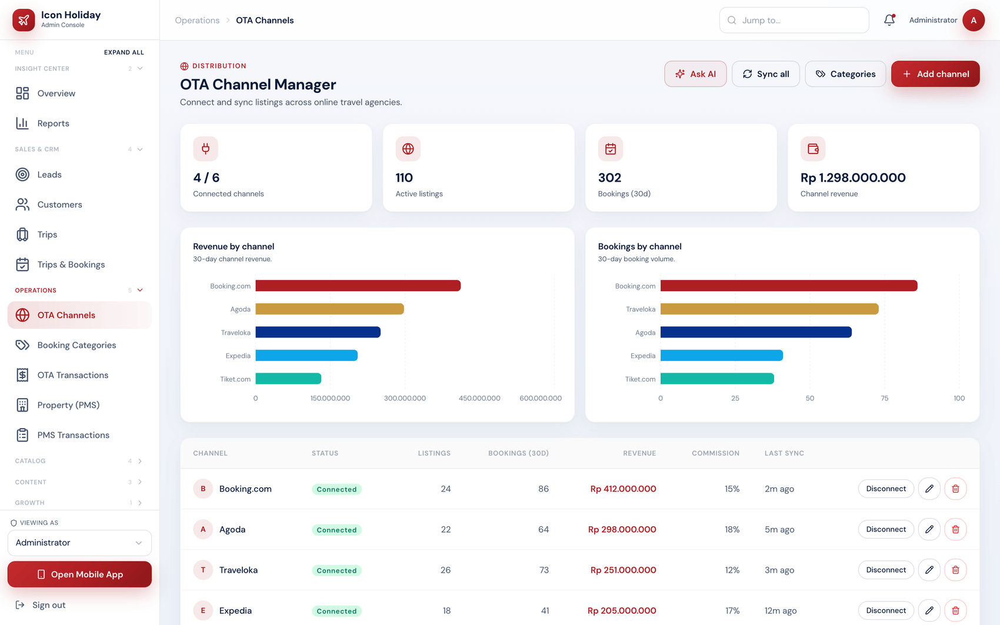 Icon Holiday
Admin Console
MENU
EXPAND ALL
INSIGHT CENTER 2
Overview
Reports
SALES & CRM 4
Leads
Customers
Trips
Trips & Bookings
OPERATIONS 5
OTA Channels
Booking Categories
OTA Transactions
Property (PMS)
PMS Transactions
CATALOG 4
CONTENT 3
GROWTH 1
VIEWING AS
Administrator
Open Mobile App
Sign out
Operations > OTA Channels
Jump to...
Administrator A
DISTRIBUTION
OTA Channel Manager
Connect and sync listings across online travel agencies.
Ask AI
Sync all
Categories
+ Add channel
4 / 6
Connected channels
110
Active listings
302
Bookings (30d)
Rp 1.298.000.000
Channel revenue
Revenue by channel
30-day channel revenue.
Booking.com
Agoda
Traveloka
Expedia
Tiket.com
0 150.000.000 300.000.000 450.000.000 600.000.000
Bookings by channel
30-day booking volume.
Booking.com
Traveloka
Agoda
Expedia
Tiket.com
0 25 50 75 100
CHANNEL STATUS LISTINGS BOOKINGS (30D) REVENUE COMMISSION LAST SYNC
B Booking.com Connected 24 86 Rp 412.000.000 15% 2m ago Disconnect
A Agoda Connected 22 64 Rp 298.000.000 18% 5m ago Disconnect
T Traveloka Connected 26 73 Rp 251.000.000 12% 3m ago Disconnect
E Expedia Connected 18 41 Rp 205.000.000 17% 12m ago Disconnect